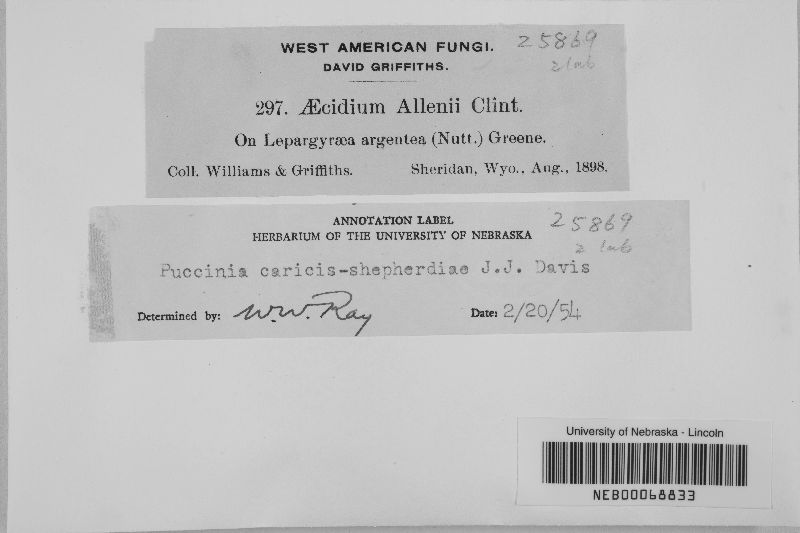 WEST AMERICAN FUNGI. 25869
DAVID GRIFFITHS. 2 lab
297. Æcidium Allenii Clint.
On Lepargyræa argentea (Nutt.) Greene.
Coll. Williams & Griffiths. Sheridan, Wyo., Aug., 1898.
ANNOTATION LABEL 25869
HERBARIUM OF THE UNIVERSITY OF NEBRASKA 2 lab
Puccinia caricis-shepherdiae J.J. Davis
Determined by: W.W. Ray Date: 2/20/54
University of Nebraska - Lincoln
NEB00068833